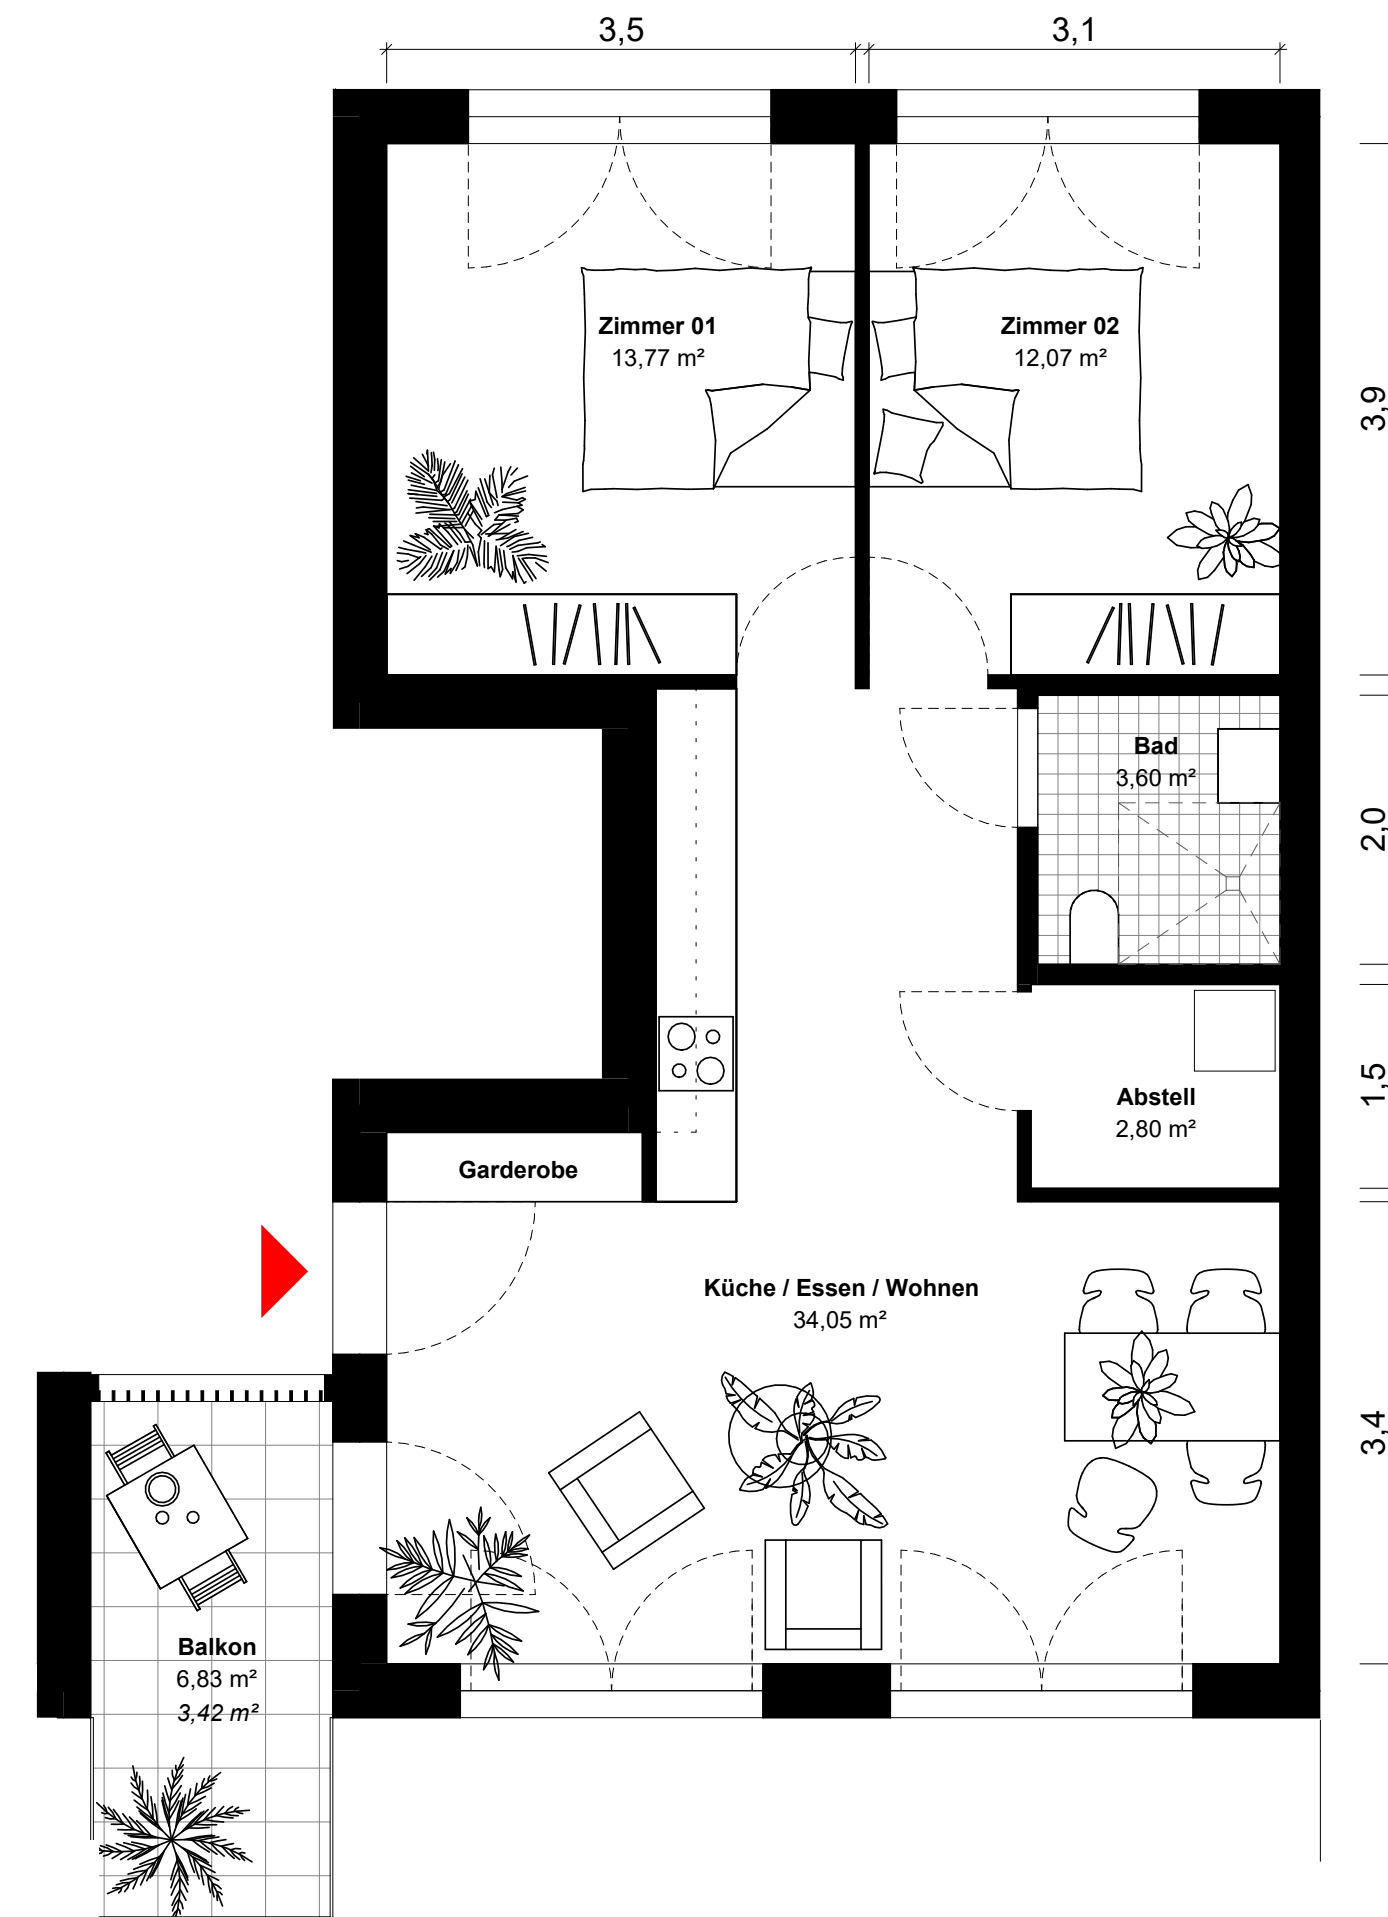 3,5
3,1
Zimmer 01
13,77 m²
Zimmer 02
12,07 m²
3,9
Bad
3,60 m²
2,0
Abstell
2,80 m²
1,5
Garderobe
Küche / Essen / Wohnen
34,05 m²
3,4
Balkon
6,83 m²
3,42 m²